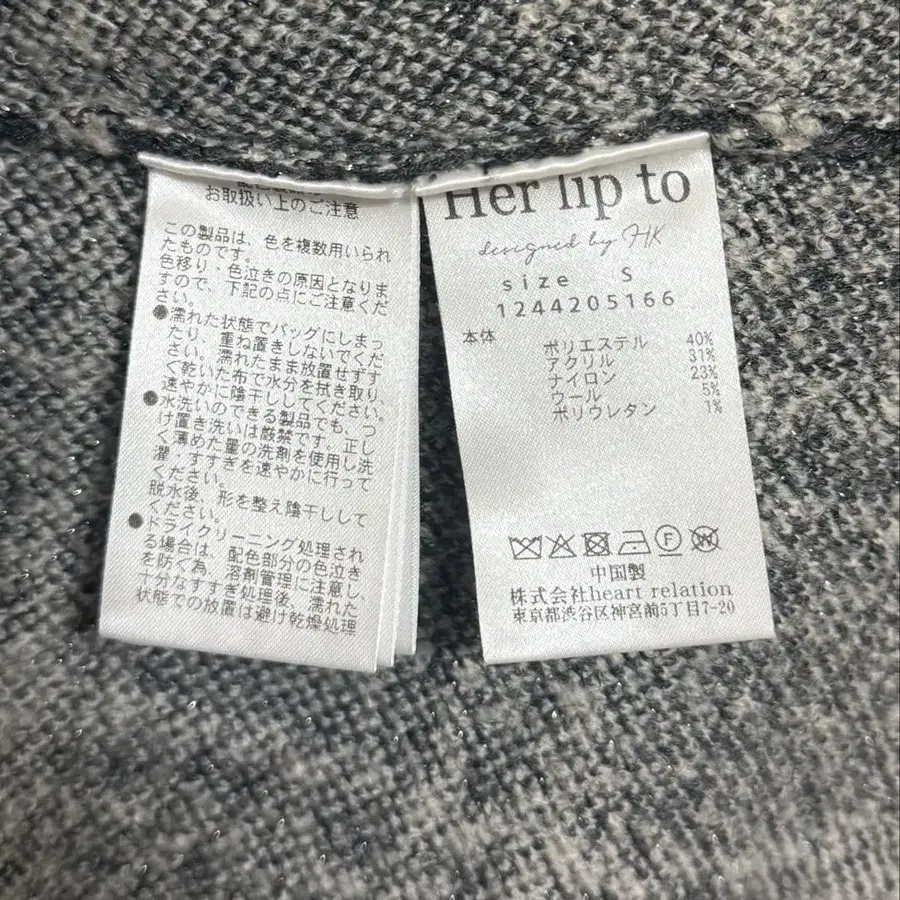 お取扱い上のご注意
この製品は、色を複数用いられ
たものです。
色移り・色泣きの原因となりま
すので、下記の点にご注意くだ
さい。
●濡れた状態でバッグにしまっ
たり、重ね置きしないでくだ
さい。濡れたまま放置せずす
ぐ乾いた布で水分を拭き取り、
速やかに陰干ししてください。
●水洗いのできる製品でも、つ
け置き洗いは厳禁です。正し
く薄めた量の洗剤を使用し洗
濯・すすぎを速やかに行って
ください。
脱水後、形を整え陰干しして
ください。
●ドライクリーニング処理され
る場合は、配色部分の色泣き
を防ぐ為、溶剤管理に注意し、
十分なすすぎ処理後、濡れた
状態での放置は避け乾燥処理
Her lip to
designed by HK
size S
1244205166
本体
ポリエステル 40%
アクリル 31%
ナイロン 23%
ウール 5%
ポリウレタン 1%
F
中国製
株式会社heart relation
東京都渋谷区神宮前5丁目7-20